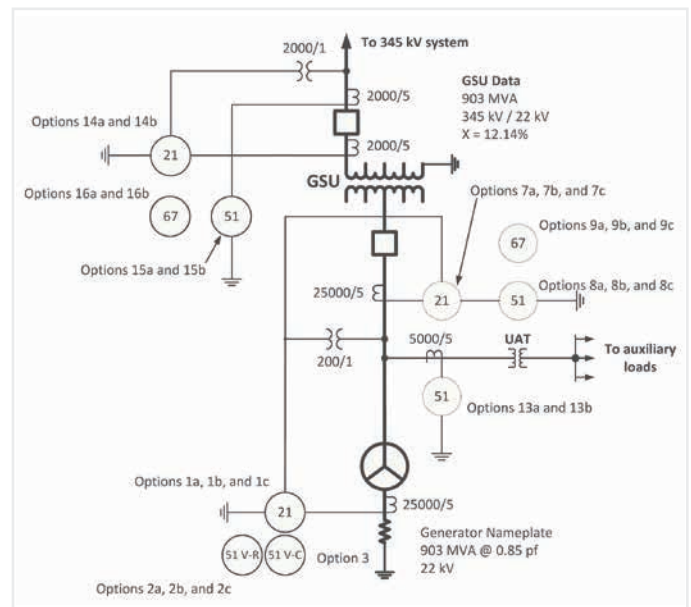 2000/1
To 345 kV system
2000/5
GSU Data
903 MVA
345 kV / 22 kV
X = 12.14%
Options 14a and 14b
21
2000/5
GSU
Options 16a and 16b
67
51
Options 7a, 7b, and 7c
Options 9a, 9b, and 9c
67
Options 15a and 15b
25000/5
21
51
Options 8a, 8b, and 8c
200/1
5000/5
UAT
To auxiliary
loads
51
Options 13a and 13b
Options 1a, 1b, and 1c
21
25000/5
51 V-R
51 V-C
Option 3
Generator Nameplate
903 MVA @ 0.85 pf
22 kV
Options 2a, 2b, and 2c